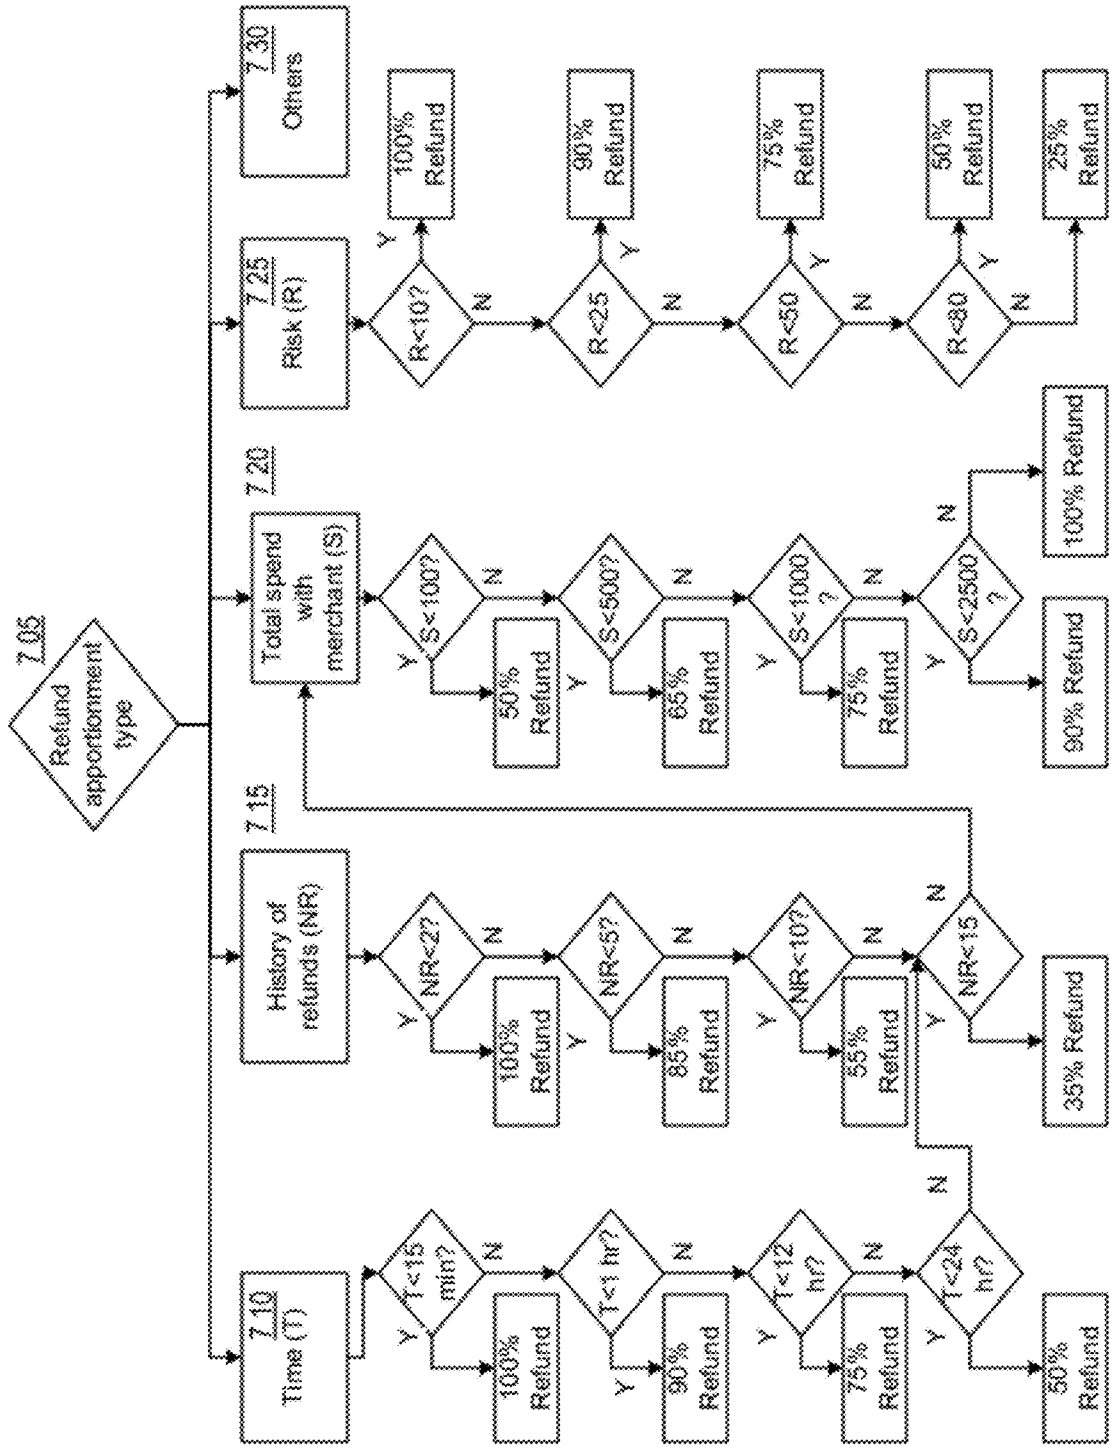 Refund
apportionment
type
7.05
7.10
Time (T)
T<15
min?
Y
N
100%
Refund
T<1 hr?
Y
N
90%
Refund
T<12
hr?
Y
N
75%
Refund
T<24
hr?
Y
N
50%
Refund
7.15
History of
refunds (NR)
NR<2?
Y
N
100%
Refund
NR<5?
Y
N
85%
Refund
NR<10?
Y
N
55%
Refund
NR<15
Y
N
35% Refund
7.20
Total spend
with
merchant (S)
S<100?
Y
N
50%
Refund
S<500?
Y
N
65%
Refund
S<1000
?
Y
N
75%
Refund
S<2500
?
Y
N
90% Refund
100% Refund
7.25
Risk (R)
R<10?
Y
N
100%
Refund
R<25
Y
N
90%
Refund
R<50
Y
N
75%
Refund
R<80
Y
N
50%
Refund
25%
Refund
7.30
Others